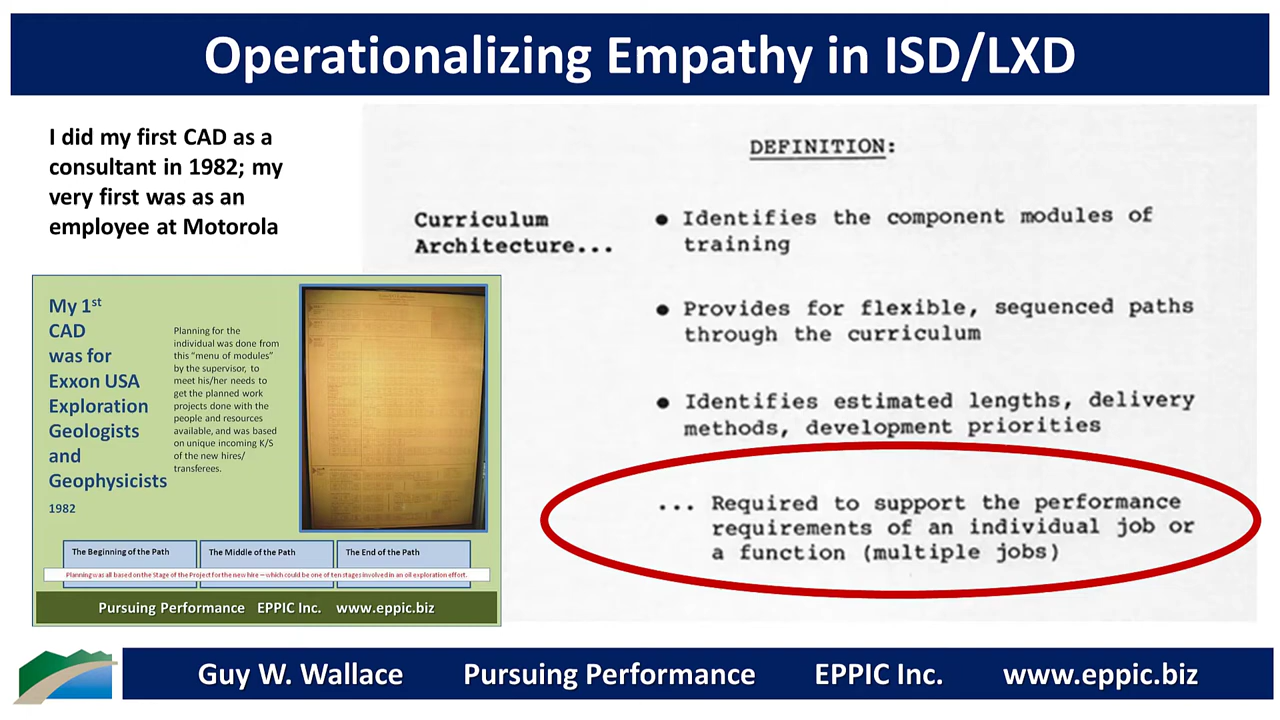 Operationalizing Empathy in ISD/LXD
I did my first CAD as a
consultant in 1982; my
very first was as an
employee at Motorola
DEFINITION:
Curriculum
Architecture...
● Identifies the component modules of
training
● Provides for flexible, sequenced paths
through the curriculum
● Identifies estimated lengths, delivery
methods, development priorities
... Required to support the performance
requirements of an individual job or
a function (multiple jobs)
My 1st
CAD
was for
Exxon USA
Exploration
Geologists
and
Geophysicists
1982
Planning for the
individual was done from
this “menu of modules”
by the supervisor, to
meet his/her needs to
get the planned work
projects done with the
people and resources
available, and was based
on unique incoming K/S
of the new hires/
transferees.
The Beginning of the Path
The Middle of the Path
The End of the Path
Planning was all based on the Stage of the Project for the new hire – which could be one of ten stages involved in an oil exploration effort.
Pursuing Performance EPPIC Inc. www.eppic.biz
Guy W. Wallace Pursuing Performance EPPIC Inc. www.eppic.biz